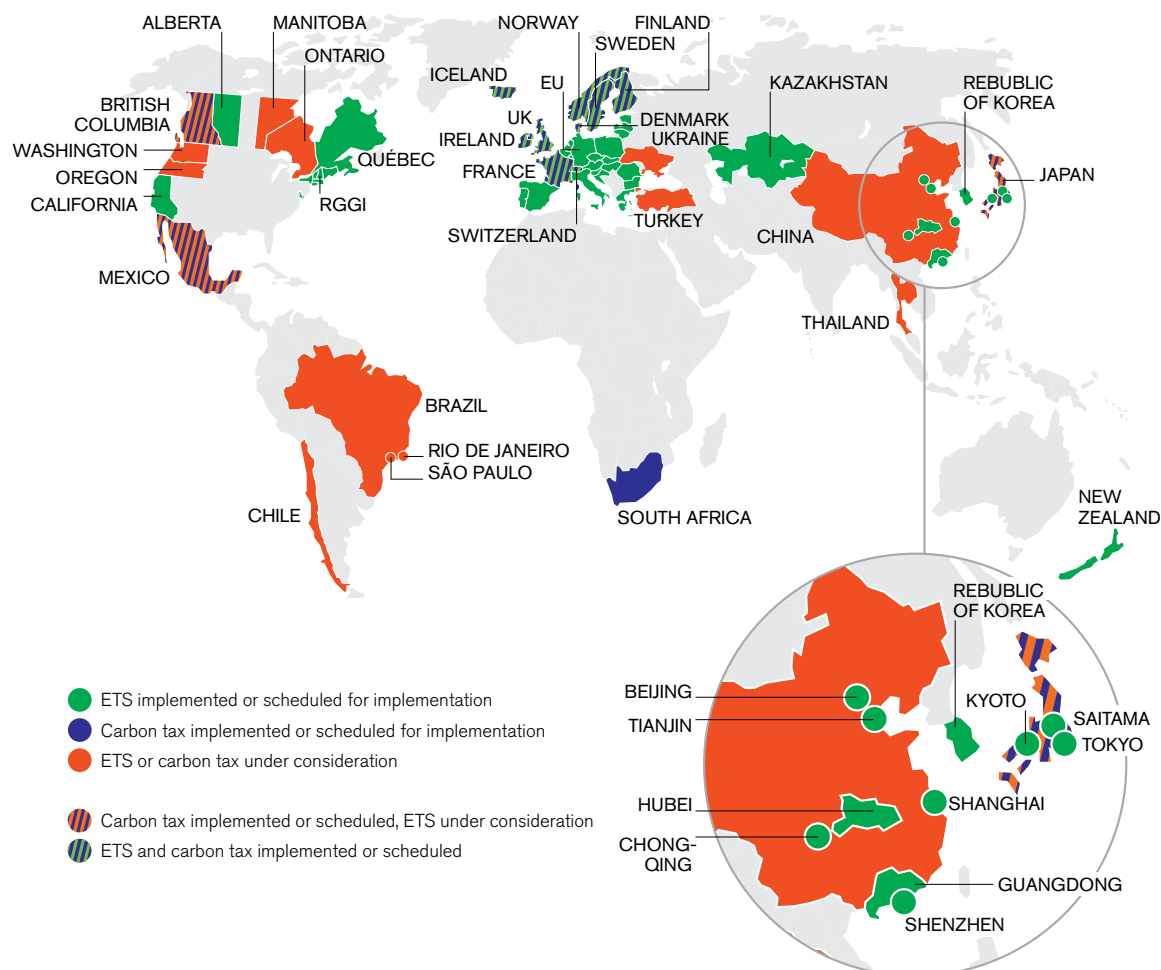 ALBERTA
MANITOBA
ONTARIO
BRITISH
COLUMBIA
WASHINGTON
OREGON
CALIFORNIA
QUÉBEC
RGGI
MEXICO
NORWAY
FINLAND
SWEDEN
ICELAND
EU
UK
IRELAND
DENMARK
UKRAINE
FRANCE
SWITZERLAND
TURKEY
KAZAKHSTAN
REBUBLIC
OF KOREA
JAPAN
CHINA
THAILAND
BRAZIL
RIO DE JANEIRO
SÃO PAULO
CHILE
SOUTH AFRICA
NEW
ZEALAND
REBUBLIC
OF KOREA
BEIJING
TIANJIN
KYOTO
SAITAMA
TOKYO
HUBEI
SHANGHAI
CHONG-
QING
GUANGDONG
SHENZHEN
ETS implemented or scheduled for implementation
Carbon tax implemented or scheduled for implementation
ETS or carbon tax under consideration
Carbon tax implemented or scheduled, ETS under consideration
ETS and carbon tax implemented or scheduled